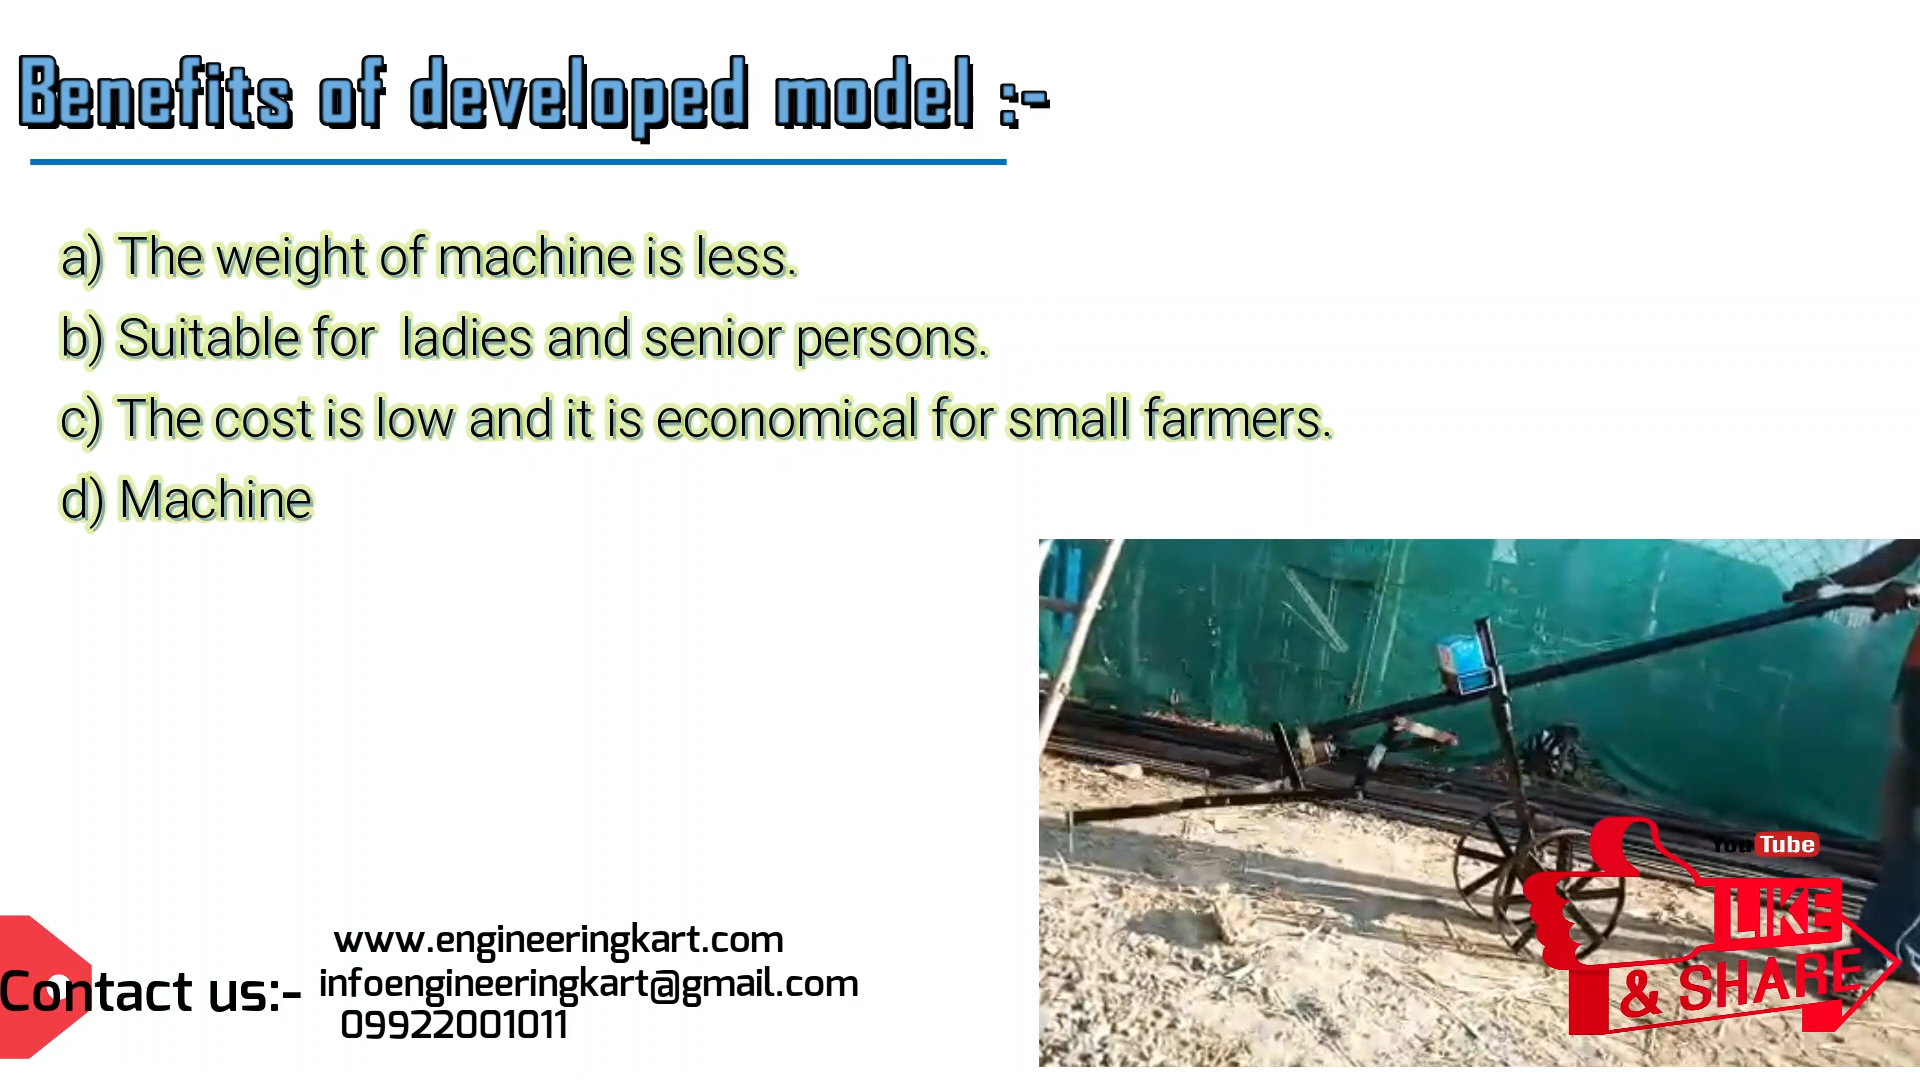 Benefits of developed model :-
a) The weight of machine is less.
b) Suitable for  ladies and senior persons.
c) The cost is low and it is economical for small farmers.
d) Machine
www.engineeringkart.com
Contact us:-
infoengineeringkart@gmail.com
09922001011
YouTube
LIKE
& SHARE